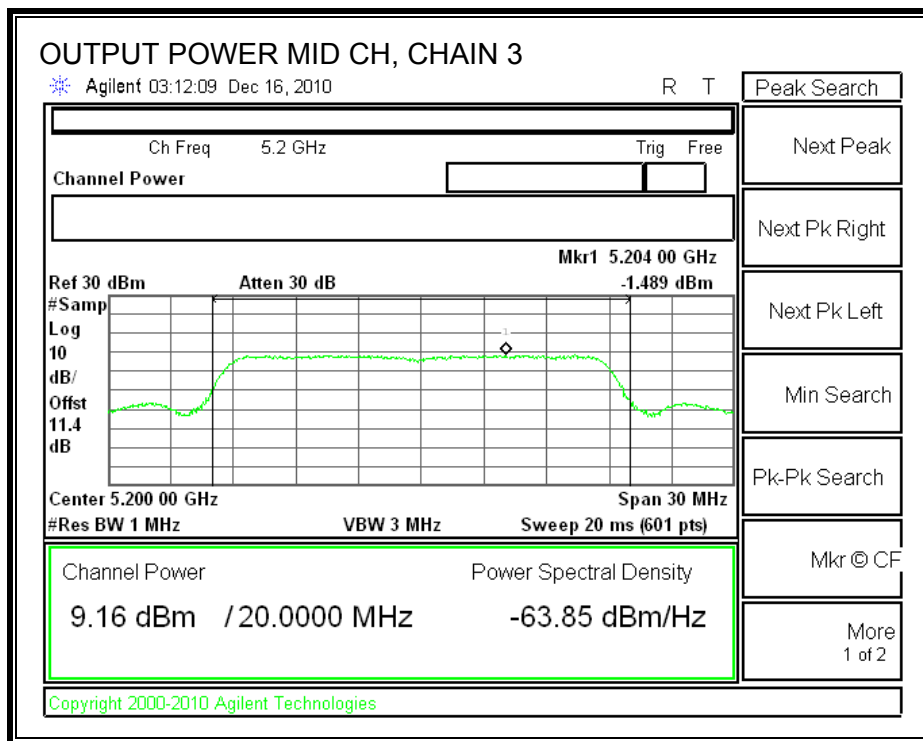 OUTPUT POWER MID CH, CHAIN 3
Agilent 03:12:09 Dec 16, 2010 R T
Peak Search
Ch Freq 5.2 GHz Trig Free
Channel Power
Mkr1 5.204 00 GHz
Ref 30 dBm Atten 30 dB -1.489 dBm
#Samp
Log
10
dB/
Offst
11.4
dB
1
Center 5.200 00 GHz Span 30 MHz
#Res BW 1 MHz VBW 3 MHz Sweep 20 ms (601 pts)
Channel Power Power Spectral Density
9.16 dBm / 20.0000 MHz -63.85 dBm/Hz
Copyright 2000-2010 Agilent Technologies
Next Peak
Next Pk Right
Next Pk Left
Min Search
Pk-Pk Search
Mkr © CF
More
1 of 2